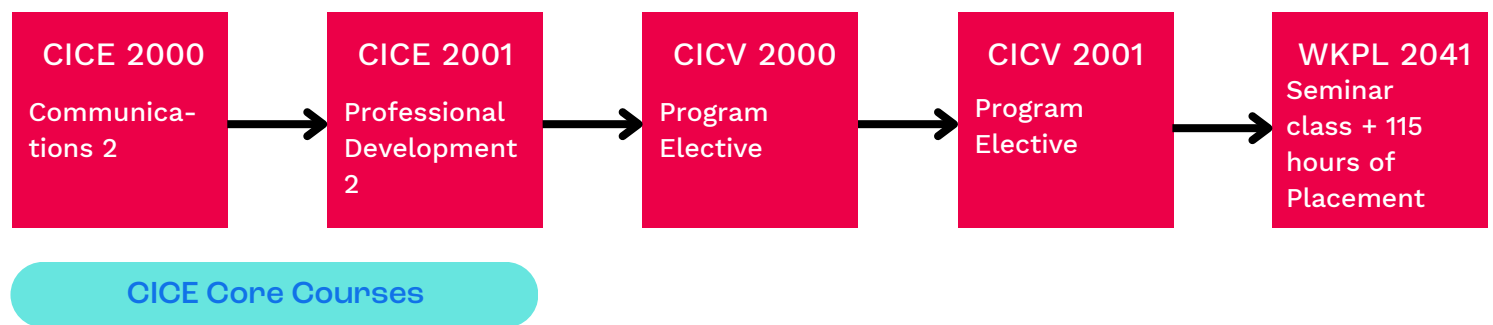 CICE 2000
Communica-
tions 2
CICE 2001
Professional
Development
2
CICV 2000
Program
Elective
CICV 2001
Program
Elective
WKPL 2041
Seminar
class + 115
hours of
Placement
CICE Core Courses